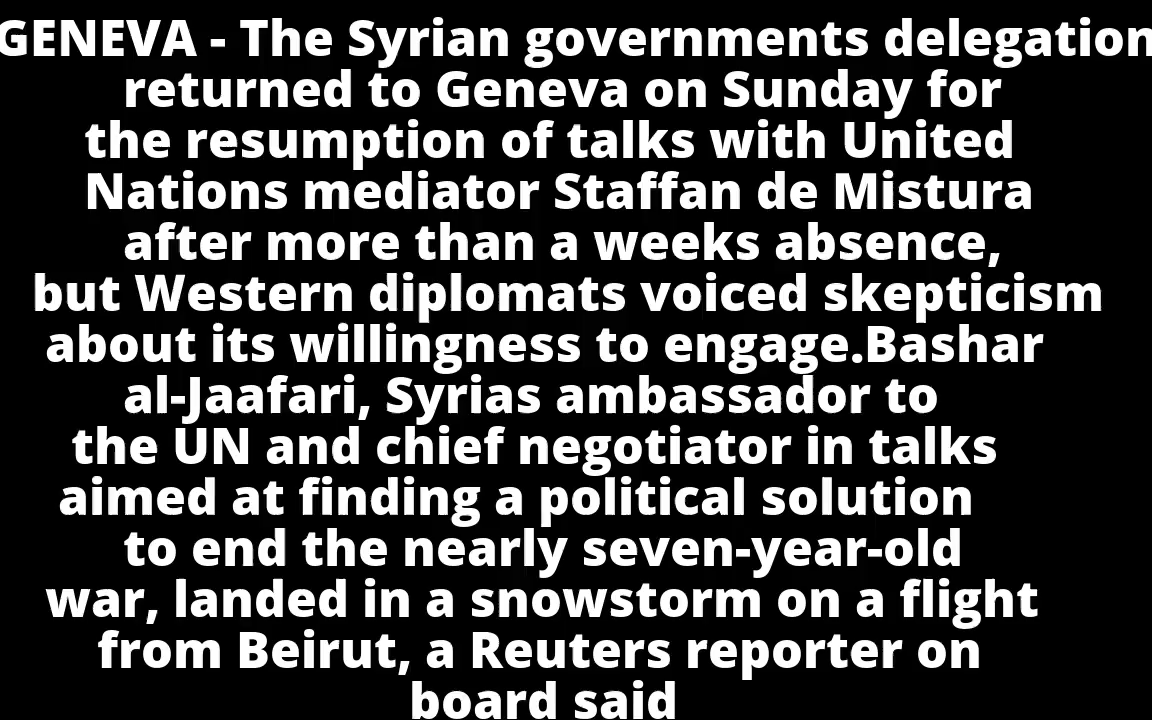 GENEVA - The Syrian governments delegation
returned to Geneva on Sunday for
the resumption of talks with United
Nations mediator Staffan de Mistura
after more than a weeks absence,
but Western diplomats voiced skepticism
about its willingness to engage.Bashar
al-Jaafari, Syrias ambassador to
the UN and chief negotiator in talks
aimed at finding a political solution
to end the nearly seven-year-old
war, landed in a snowstorm on a flight
from Beirut, a Reuters reporter on
board said